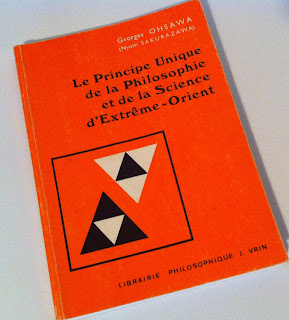 Georges OHSAWA
(Nyoiti SAKURAZAWA)
Le Principe Unique
de la Philosophie
et de la Science
d'Extrême-Orient
LIBRAIRIE PHILOSOPHIQUE J. VRIN